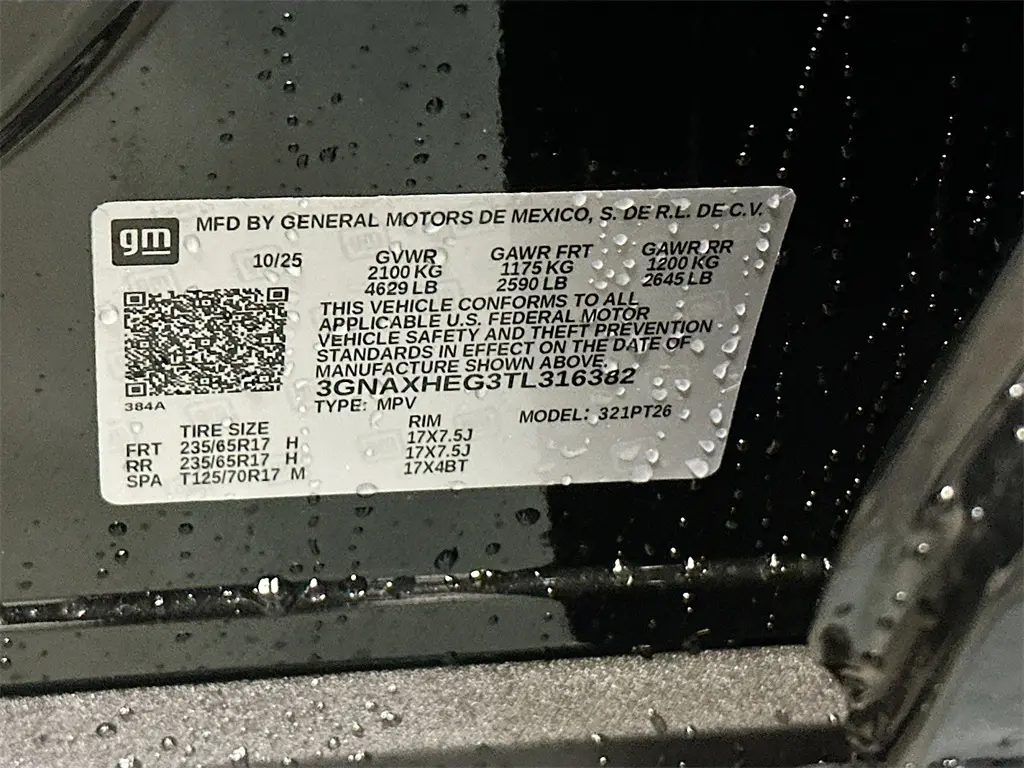 gm
MFD BY GENERAL MOTORS DE MEXICO, S. DE R.L. DE C.V.
10/25 GVWR GAWR FRT GAWR RR
2100 KG 1175 KG 1200 KG
4629 LB 2590 LB 2645 LB
THIS VEHICLE CONFORMS TO ALL
APPLICABLE U.S. FEDERAL MOTOR
VEHICLE SAFETY AND THEFT PREVENTION
STANDARDS IN EFFECT ON THE DATE OF
MANUFACTURE SHOWN ABOVE.
3GNAXHEG3TL316382
384A
TYPE: MPV MODEL: 321PT26
TIRE SIZE RIM
FRT 235/65R17 H 17X7.5J
RR 235/65R17 H 17X7.5J
SPA T125/70R17 M 17X4BT